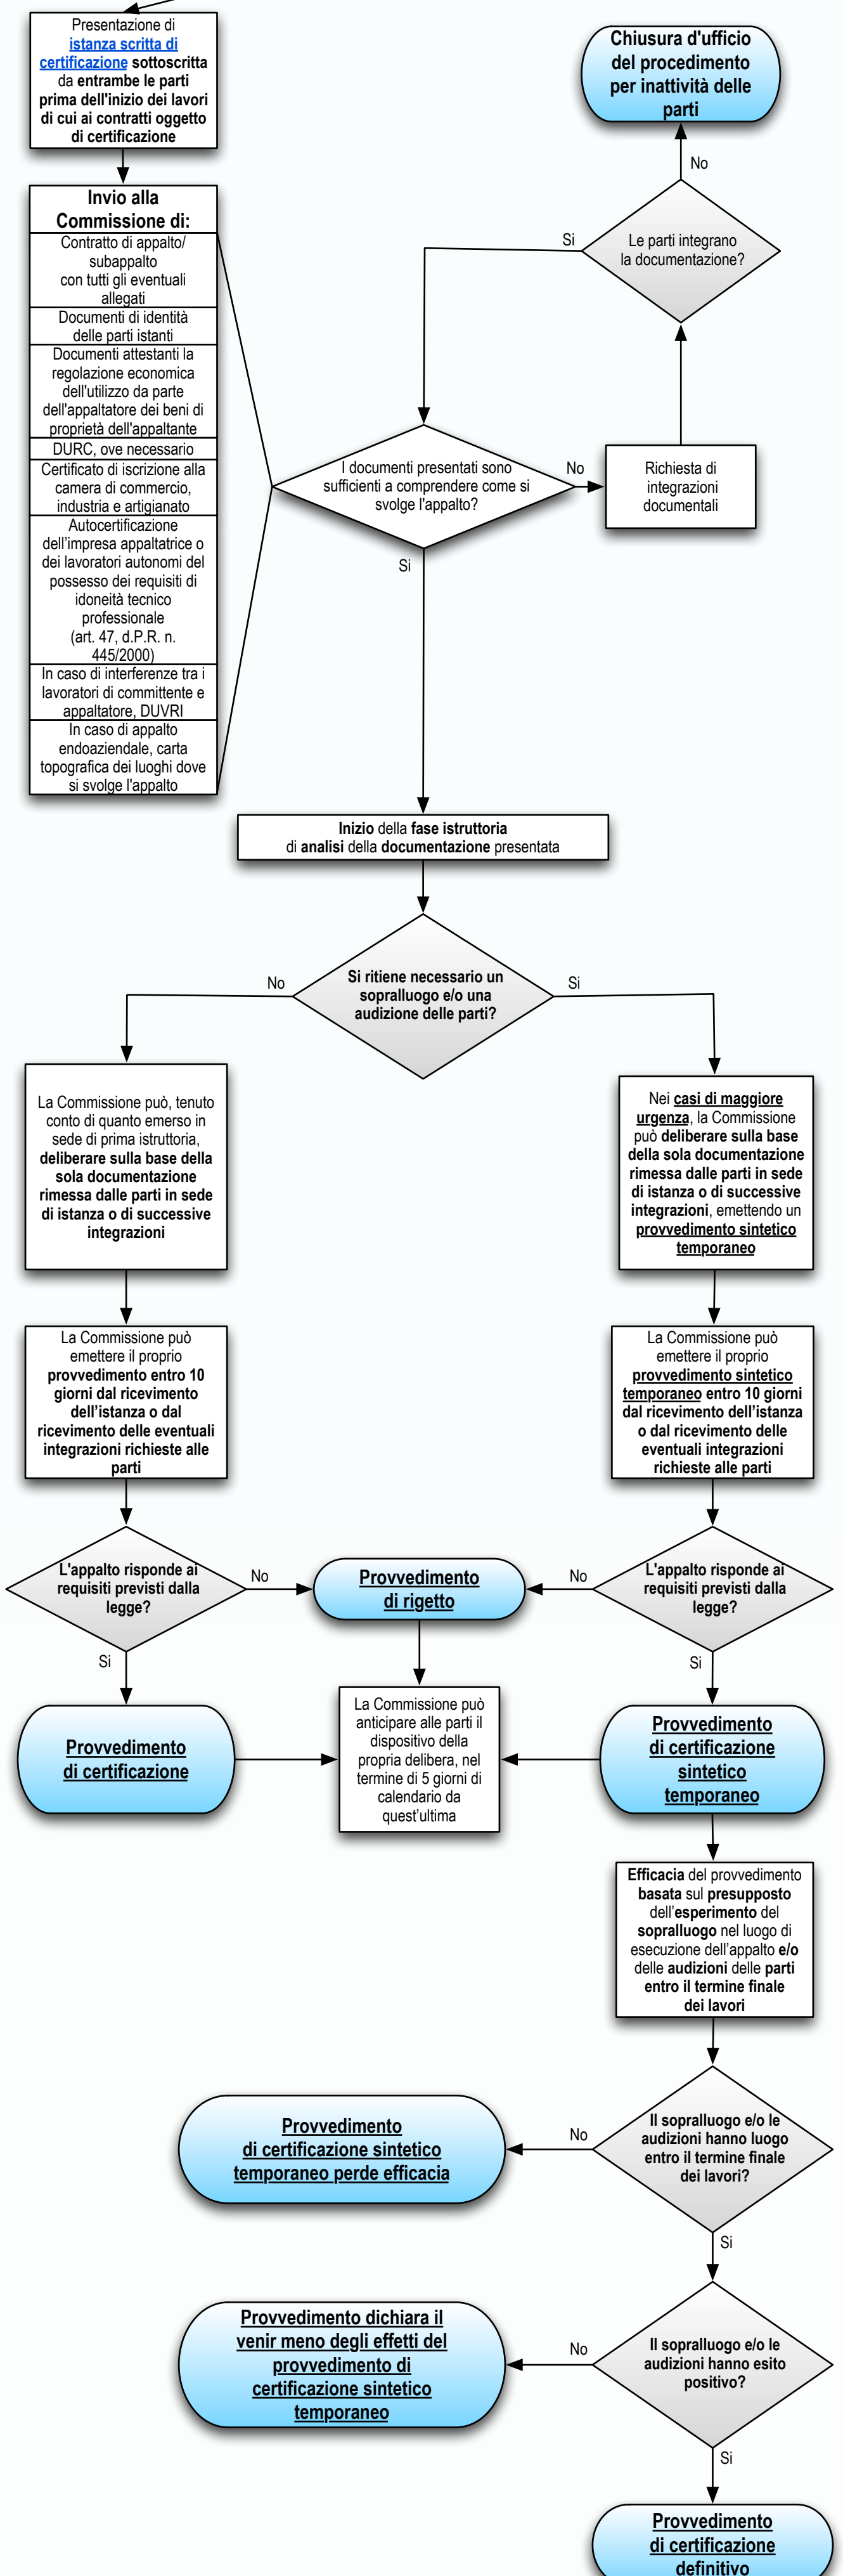 Presentazione di
istanza scritta di
certificazione sottoscritta
da entrambe le parti
prima dell'inizio dei lavori
di cui ai contratti oggetto
di certificazione
Chiusura d'ufficio
del procedimento
per inattività delle
parti
No
Le parti integrano
la documentazione?
Si
Invio alla
Commissione di:
Contratto di appalto/
subappalto
con tutti gli eventuali
allegati
Documenti di identità
delle parti istanti
Documenti attestanti la
regolazione economica
dell'utilizzo da parte
dell'appaltatore dei beni di
proprietà dell'appaltante
DURC, ove necessario
Certificato di iscrizione alla
camera di commercio,
industria e artigianato
Autocertificazione
dell'impresa appaltatrice o
dei lavoratori autonomi del
possesso dei requisiti di
idoneità tecnico
professionale
(art. 47, d.P.R. n.
445/2000)
In caso di interferenze tra i
lavoratori di committente e
appaltatore, DUVRI
In caso di appalto
endoaziendale, carta
topografica dei luoghi dove
si svolge l'appalto
I documenti presentati sono
sufficienti a comprendere come si
svolge l'appalto?
No
Richiesta di
integrazioni
documentali
Si
Inizio della fase istruttoria
di analisi della documentazione presentata
Si ritiene necessario un
sopralluogo e/o una
audizione delle parti?
No
Si
La Commissione può, tenuto
conto di quanto emerso in
sede di prima istruttoria,
deliberare sulla base della
sola documentazione
rimessa dalle parti in sede
di istanza o di successive
integrazioni
Nei casi di maggiore
urgenza, la Commissione
può deliberare sulla base
della sola documentazione
rimessa dalle parti in sede
di istanza o di successive
integrazioni, emettendo un
provvedimento sintetico
temporaneo
La Commissione può
emettere il proprio
provvedimento entro 10
giorni dal ricevimento
dell'istanza o dal
ricevimento delle eventuali
integrazioni richieste alle
parti
La Commissione può
emettere il proprio
provvedimento sintetico
temporaneo entro 10 giorni
dal ricevimento dell'istanza
o dal ricevimento delle
eventuali integrazioni
richieste alle parti
L'appalto risponde ai
requisiti previsti dalla
legge?
No
Provvedimento
di rigetto
No
L'appalto risponde ai
requisiti previsti dalla
legge?
Si
Si
Provvedimento
di certificazione
La Commissione può
anticipare alle parti il
dispositivo della
propria delibera, nel
termine di 5 giorni di
calendario da
quest'ultima
Provvedimento
di certificazione
sintetico
temporaneo
Efficacia del provvedimento
basata sul presupposto
dell'esperimento del
sopralluogo nel luogo di
esecuzione dell'appalto e/o
delle audizioni delle parti
entro il termine finale
dei lavori
Il sopralluogo e/o le
audizioni hanno luogo
entro il termine finale
dei lavori?
No
Provvedimento
di certificazione sintetico
temporaneo perde efficacia
Si
Il sopralluogo e/o le
audizioni hanno esito
positivo?
No
Provvedimento dichiara il
venir meno degli effetti del
provvedimento di
certificazione sintetico
temporaneo
Si
Provvedimento
di certificazione
definitivo